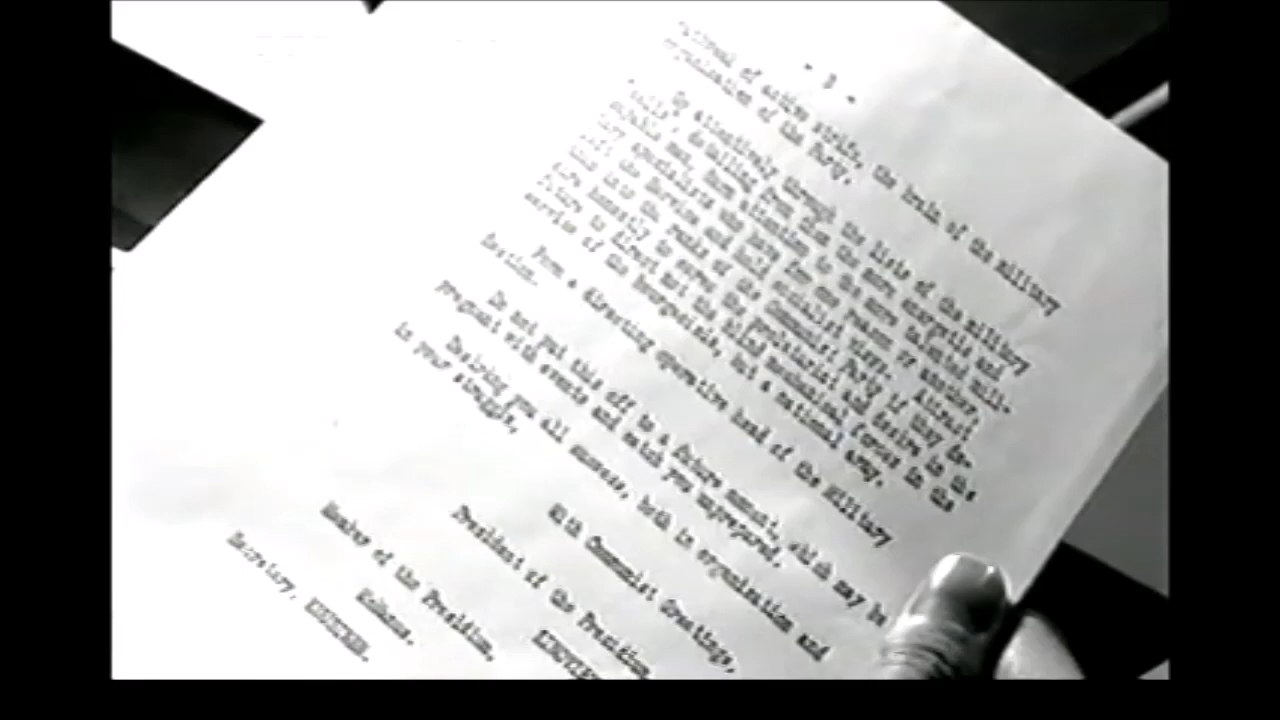 - 3 -
of active strife, the brain of the military
organisation of the Party.
Go attentively through the lists of the military
'cells', detailing from them the more energetic and
capable men, turn attention to the more talented mili-
tary specialists who have for one reason or another,
left the Service and hold socialist views. Attract
them into the ranks of the Communist Party if they de-
sire honestly to serve the proletariat and desire in the
future to direct not the blind mechanical forces in the
service of the bourgeoisie, but a national army.
Form a directing operative head of the Military
Section.
Do not put this off to a future moment, which may be
pregnant with events and catch you unprepared.
Desiring you all success, both in organisation and
in your struggle,
With Communist Greetings,
President of the Presidium,
Member of the Presidium,
McManus.
Secretary, KUUSINEN.